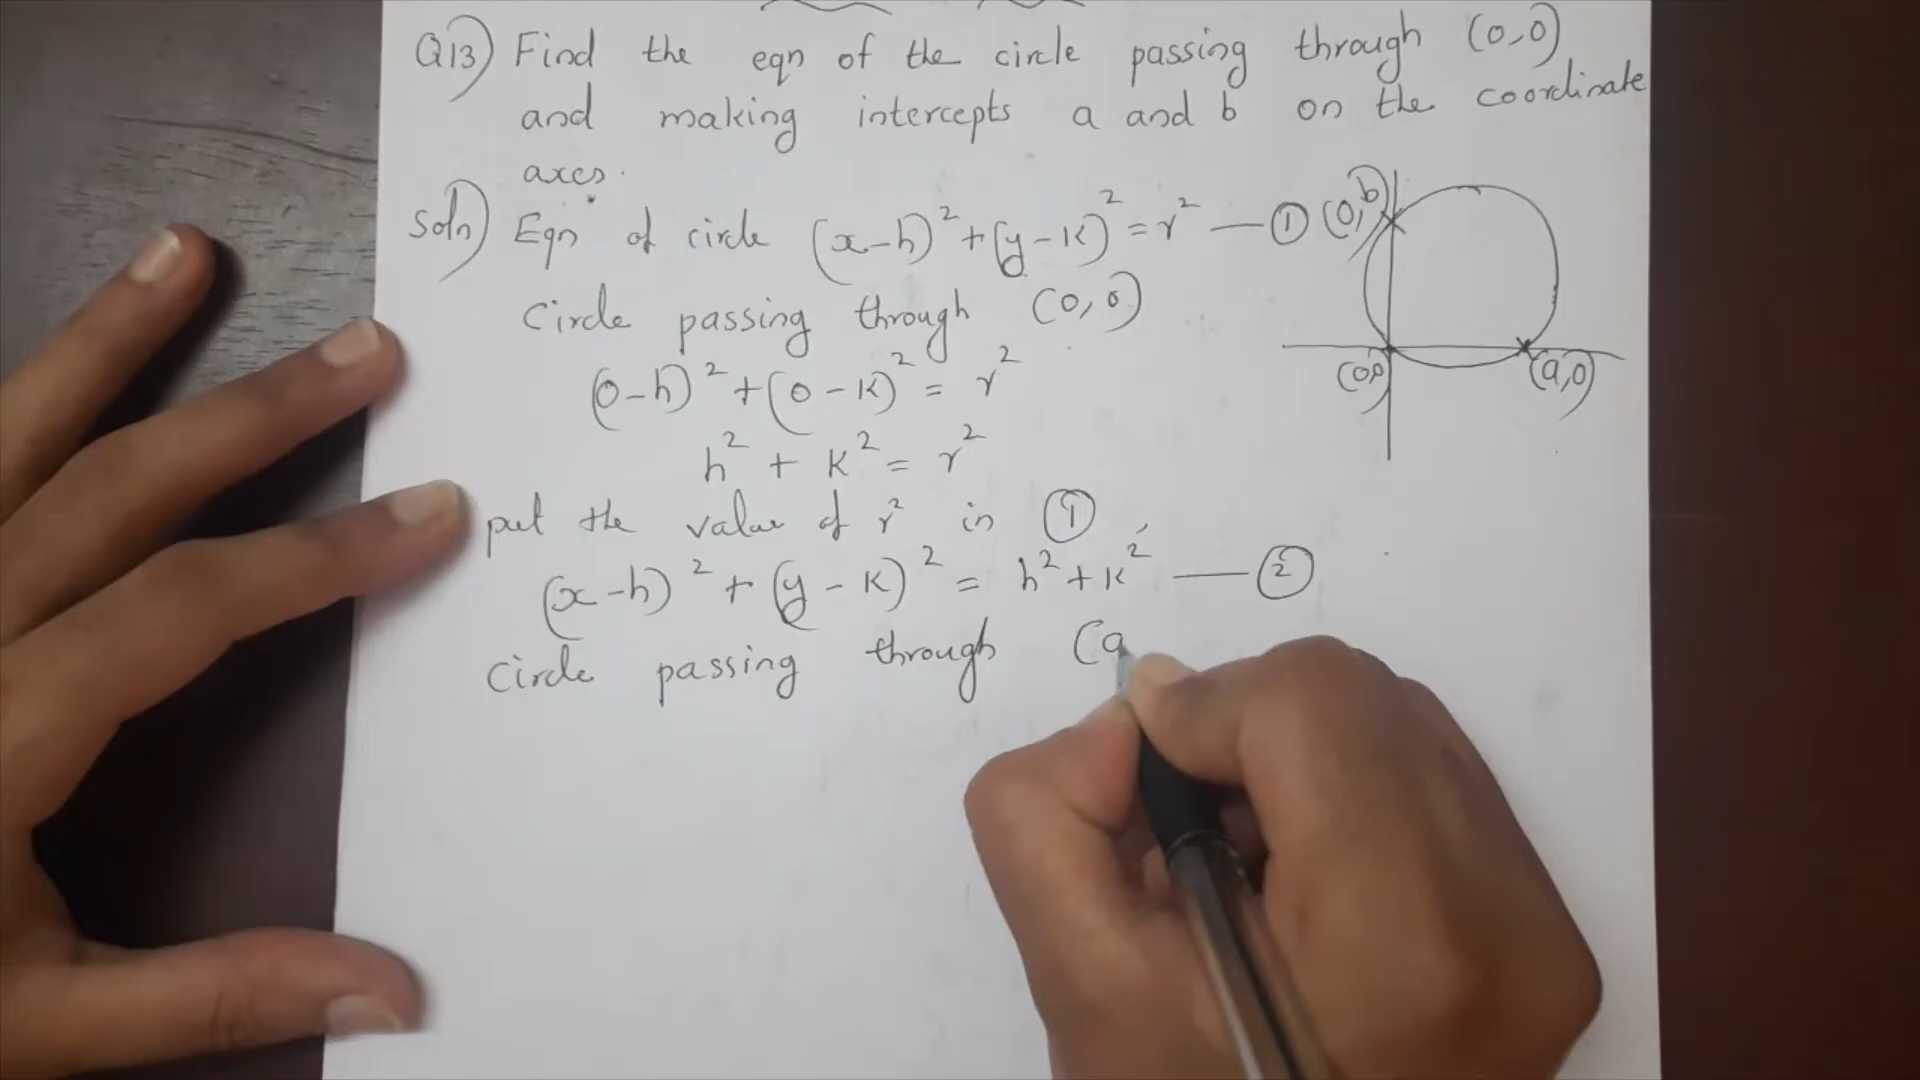 Q13) Find the eqn of the circle passing through (0,0)
and making intercepts a and b on the coordinate
axes.
Soln) Eqn of circle (x-h)² + (y-k)² = r² — ①
Circle passing through (0,0)
(0-h)² + (0-k)² = r²
h² + k² = r²
put the value of r² in ①
(x-h)² + (y-k)² = h² + k² — ②
Circle passing through (a
(0,b)
(0,0)
(a,0)